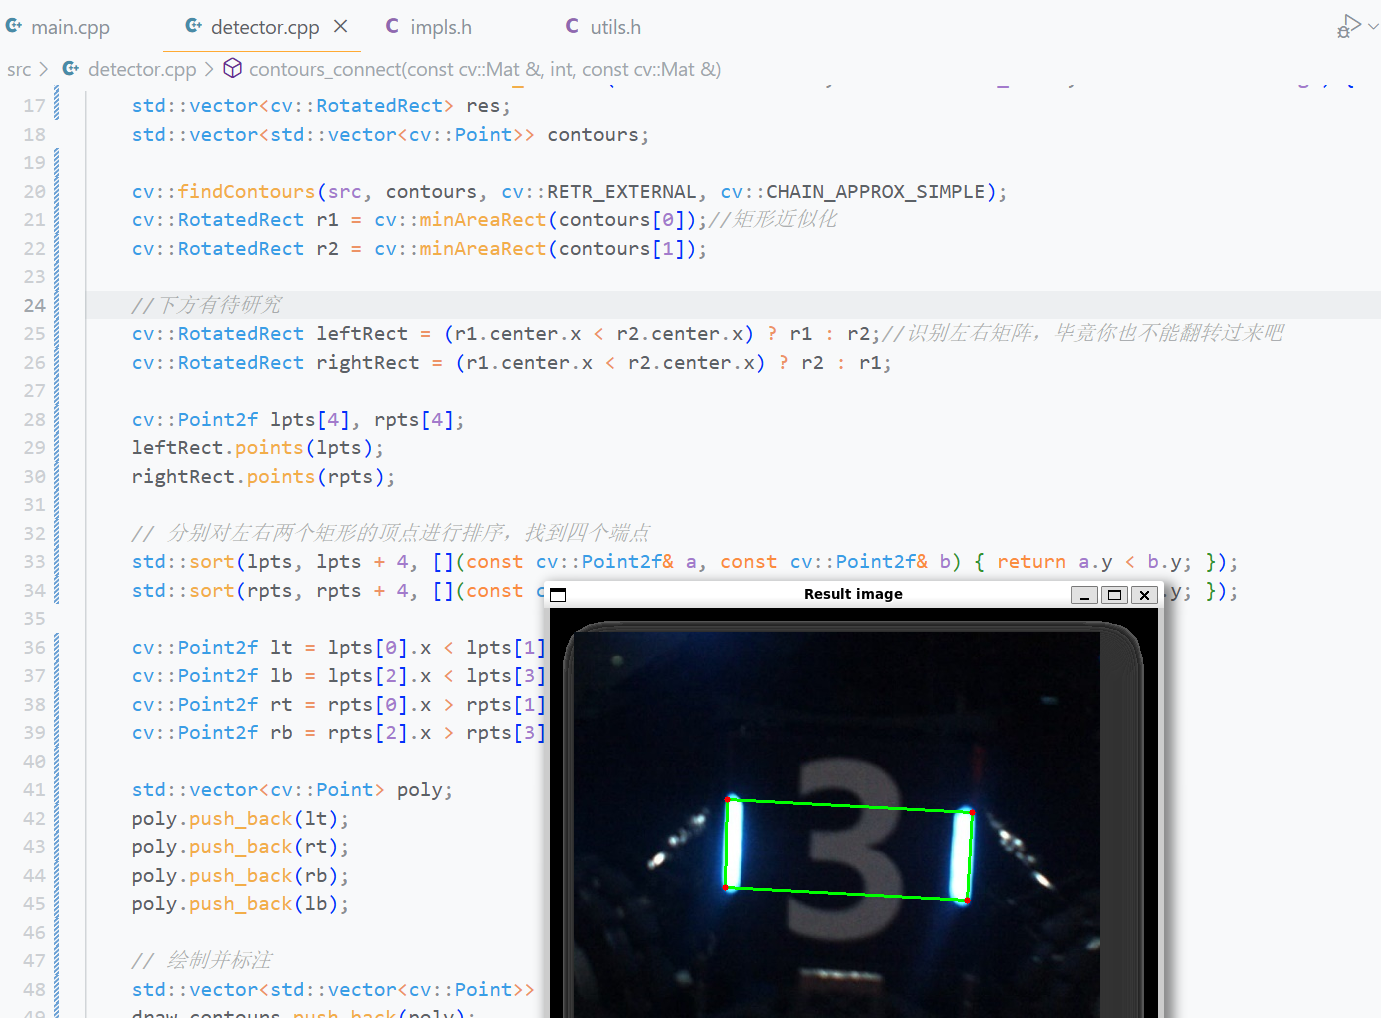 main.cpp
detector.cpp
impls.h
utils.h
src > detector.cpp > contours_connect(const cv::Mat &, int, const cv::Mat &)
17 std::vector<cv::RotatedRect> res;
18 std::vector<std::vector<cv::Point>> contours;
19
20 cv::findContours(src, contours, cv::RETR_EXTERNAL, cv::CHAIN_APPROX_SIMPLE);
21 cv::RotatedRect r1 = cv::minAreaRect(contours[0]);//矩形近似化
22 cv::RotatedRect r2 = cv::minAreaRect(contours[1]);
23
24 //下方有待研究
25 cv::RotatedRect leftRect = (r1.center.x < r2.center.x) ? r1 : r2;//识别左右矩阵，毕竟你也不能翻转过来吧
26 cv::RotatedRect rightRect = (r1.center.x < r2.center.x) ? r2 : r1;
27
28 cv::Point2f lpts[4], rpts[4];
29 leftRect.points(lpts);
30 rightRect.points(rpts);
31
32 // 分别对左右两个矩形的顶点进行排序，找到四个端点
33 std::sort(lpts, lpts + 4, [](const cv::Point2f& a, const cv::Point2f& b) { return a.y < b.y; });
34 std::sort(rpts, rpts + 4, [](const .y; });
35
36 cv::Point2f lt = lpts[0].x < lpts[1]
37 cv::Point2f lb = lpts[2].x < lpts[3]
38 cv::Point2f rt = rpts[0].x > rpts[1]
39 cv::Point2f rb = rpts[2].x > rpts[3]
40
41 std::vector<cv::Point> poly;
42 poly.push_back(lt);
43 poly.push_back(rt);
44 poly.push_back(rb);
45 poly.push_back(lb);
46
47 // 绘制并标注
48 std::vector<std::vector<cv::Point>>
draw_contours.push_back(poly);
Result image
3